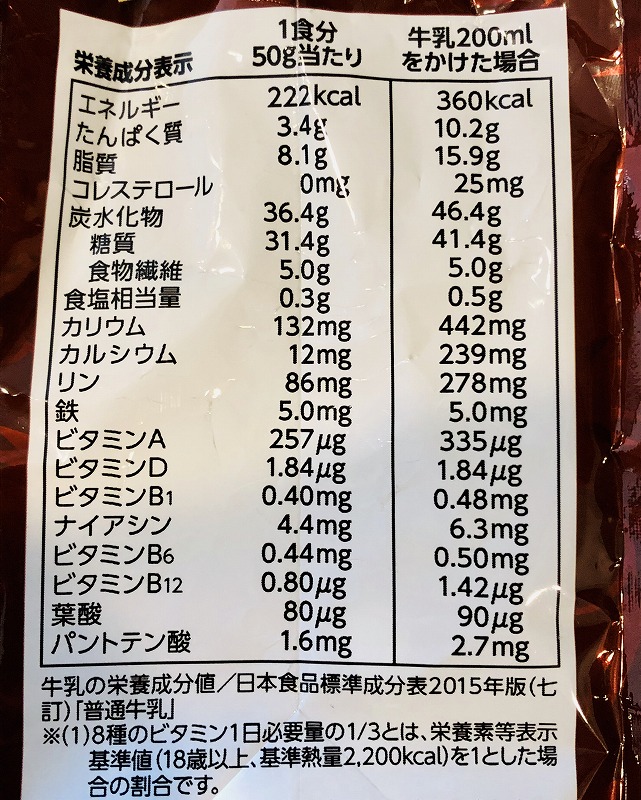 栄養成分表示 1食分 50g当たり 牛乳200ml をかけた場合
エネルギー 222kcal 360kcal
たんぱく質 3.4g 10.2g
脂質 8.1g 15.9g
コレステロール 0mg 25mg
炭水化物 36.4g 46.4g
糖質 31.4g 41.4g
食物繊維 5.0g 5.0g
食塩相当量 0.3g 0.5g
カリウム 132mg 442mg
カルシウム 12mg 239mg
リン 86mg 278mg
鉄 5.0mg 5.0mg
ビタミンA 257μg 335μg
ビタミンD 1.84μg 1.84μg
ビタミンB1 0.40mg 0.48mg
ナイアシン 4.4mg 6.3mg
ビタミンB6 0.44mg 0.50mg
ビタミンB12 0.80μg 1.42μg
葉酸 80μg 90μg
パントテン酸 1.6mg 2.7mg
牛乳の栄養成分値／日本食品標準成分表2015年版(七
訂)「普通牛乳」
※(1)8種のビタミン1日必要量の1/3とは、栄養素等表示
基準値(18歳以上、基準熱量2,200kcal)を1とした場
合の割合です。